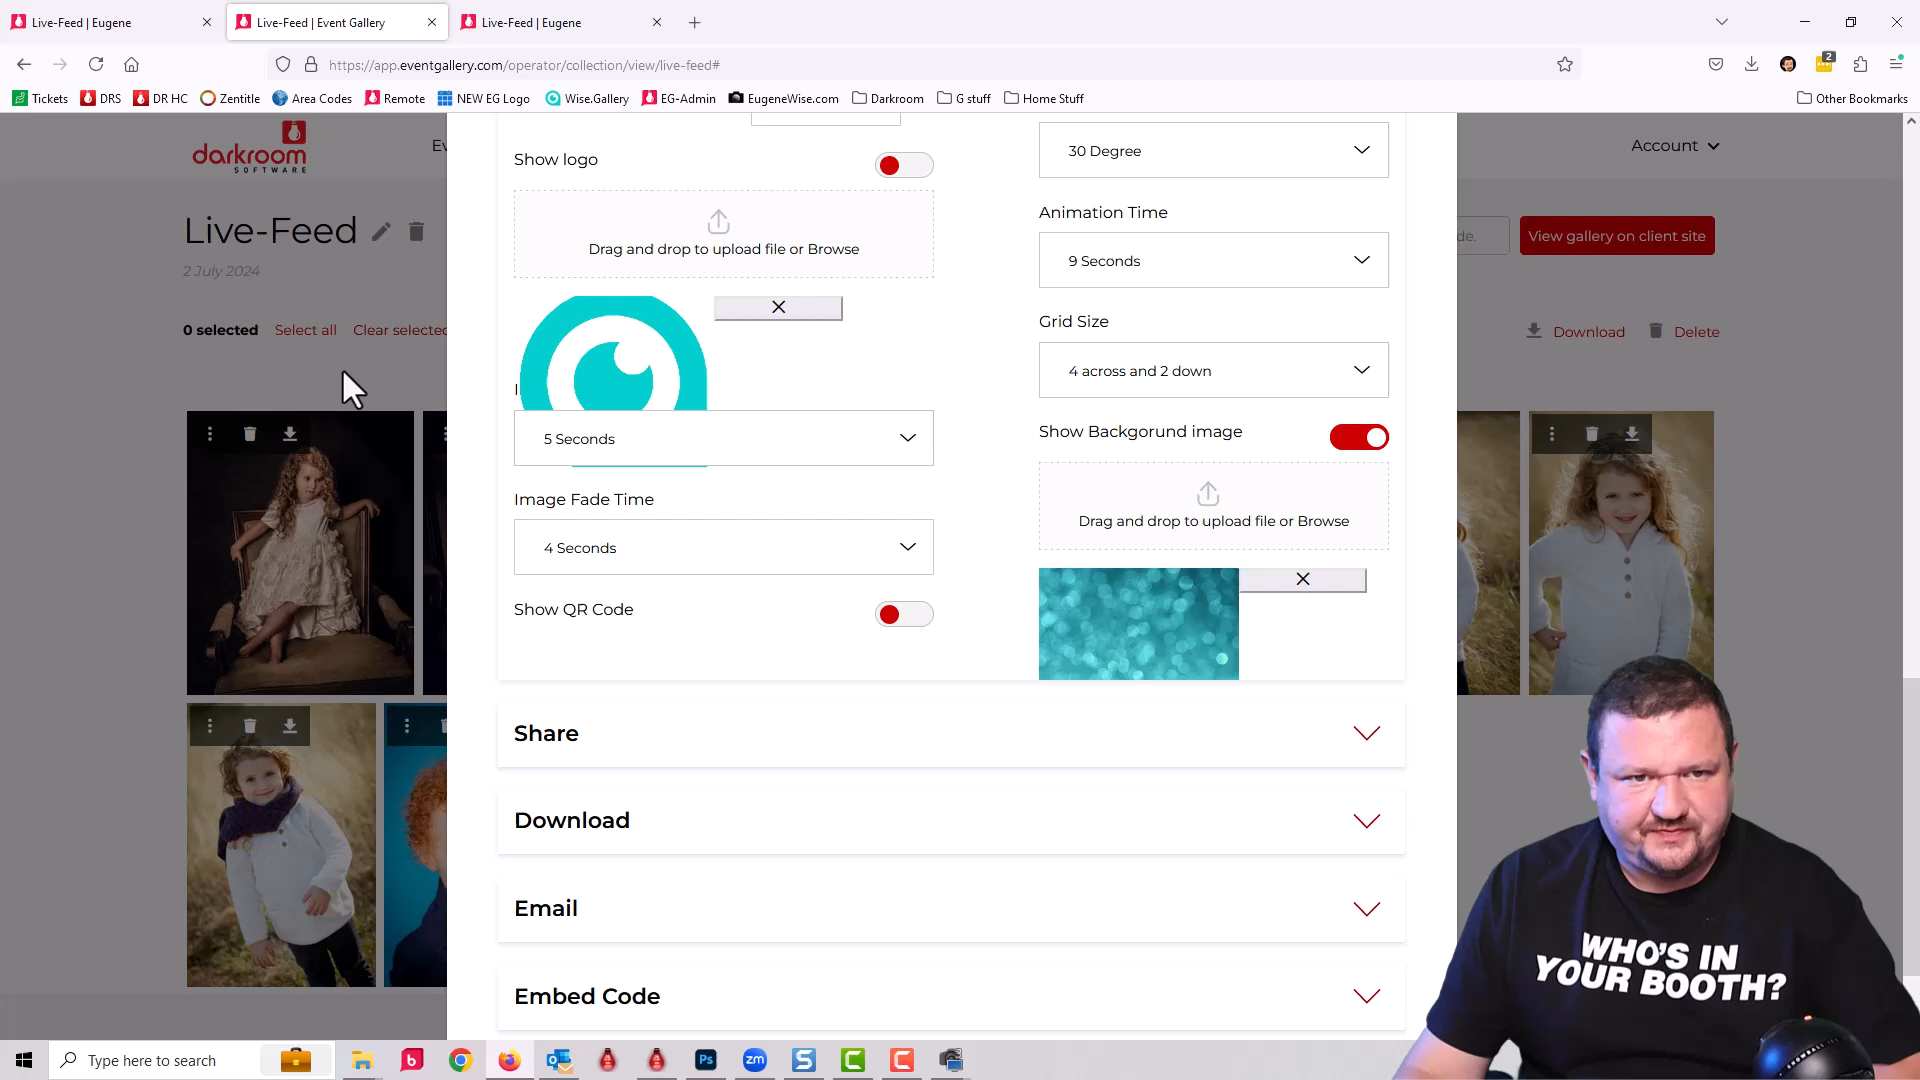 Live-Feed | Eugene
Live-Feed | Event Gallery
Live-Feed | Eugene
https://app.eventgallery.com/operator/collection/view/live-feed#
2
Tickets
DRS
DR HC
Zentitle
Area Codes
Remote
NEW EG Logo
Wise.Gallery
EG-Admin
EugeneWise.com
Darkroom
G stuff
Home Stuff
Other Bookmarks
darkroom
SOFTWARE
Ev
Account
Live-Feed
2 July 2024
de.
View gallery on client site
0 selected
Select all
Clear selected
Download
Delete
Show logo
Drag and drop to upload file or Browse
5 Seconds
Image Fade Time
4 Seconds
Show QR Code
30 Degree
Animation Time
9 Seconds
Grid Size
4 across and 2 down
Show Backgorund image
Drag and drop to upload file or Browse
Share
Download
Email
Embed Code
WHO'S IN
YOUR BOOTH?
Type here to search
b
Ps
zm
S
C
C